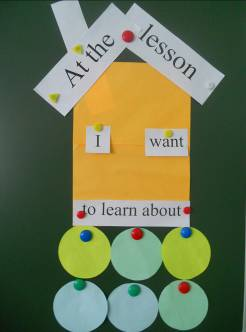 At the lesson
I want
to learn about